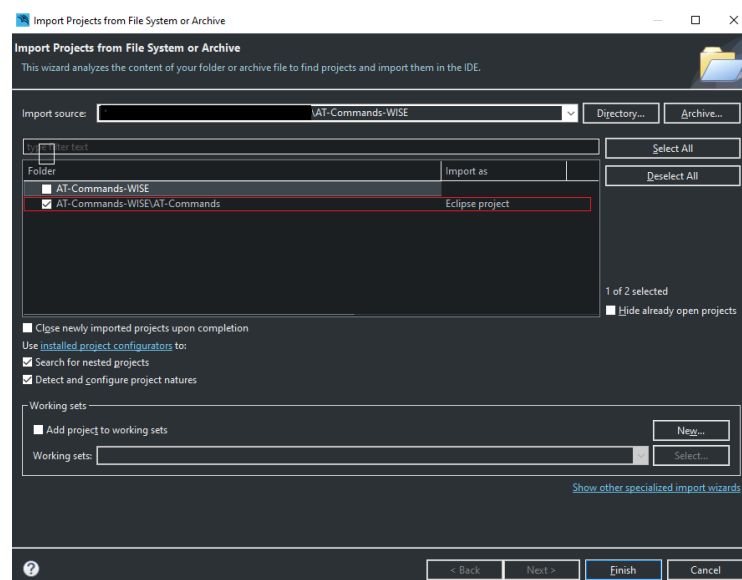 Import Projects from File System or Archive
Import Projects from File System or Archive
This wizard analyzes the content of your folder or archive file to find projects and import them in the IDE.
Import source: \AT-Commands-WISE Directory... Archive...
type filter text Select All
Folder Import as Deselect All
AT-Commands-WISE
AT-Commands-WISE\AT-Commands Eclipse project
1 of 2 selected
Hide already open projects
Close newly imported projects upon completion
Use installed project configurators to:
Search for nested projects
Detect and configure project natures
Working sets
Add project to working sets New...
Working sets: Select...
Show other specialized import wizards
? < Back Next > Finish Cancel